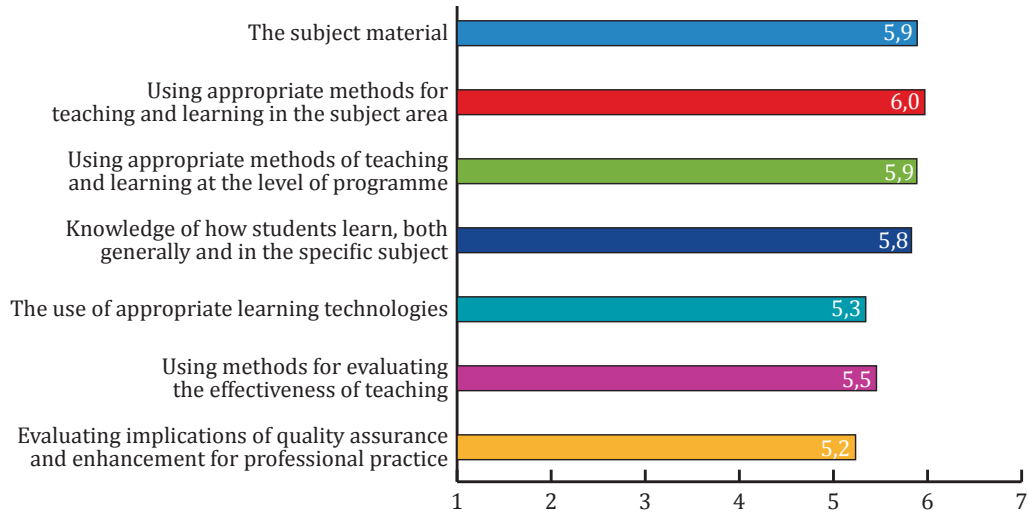 The subject material
5,9
Using appropriate methods for
teaching and learning in the subject area
6,0
Using appropriate methods of teaching
and learning at the level of programme
5,9
Knowledge of how students learn, both
generally and in the specific subject
5,8
The use of appropriate learning technologies
5,3
Using methods for evaluating
the effectiveness of teaching
5,5
Evaluating implications of quality assurance
and enhancement for professional practice
5,2
1 2 3 4 5 6 7